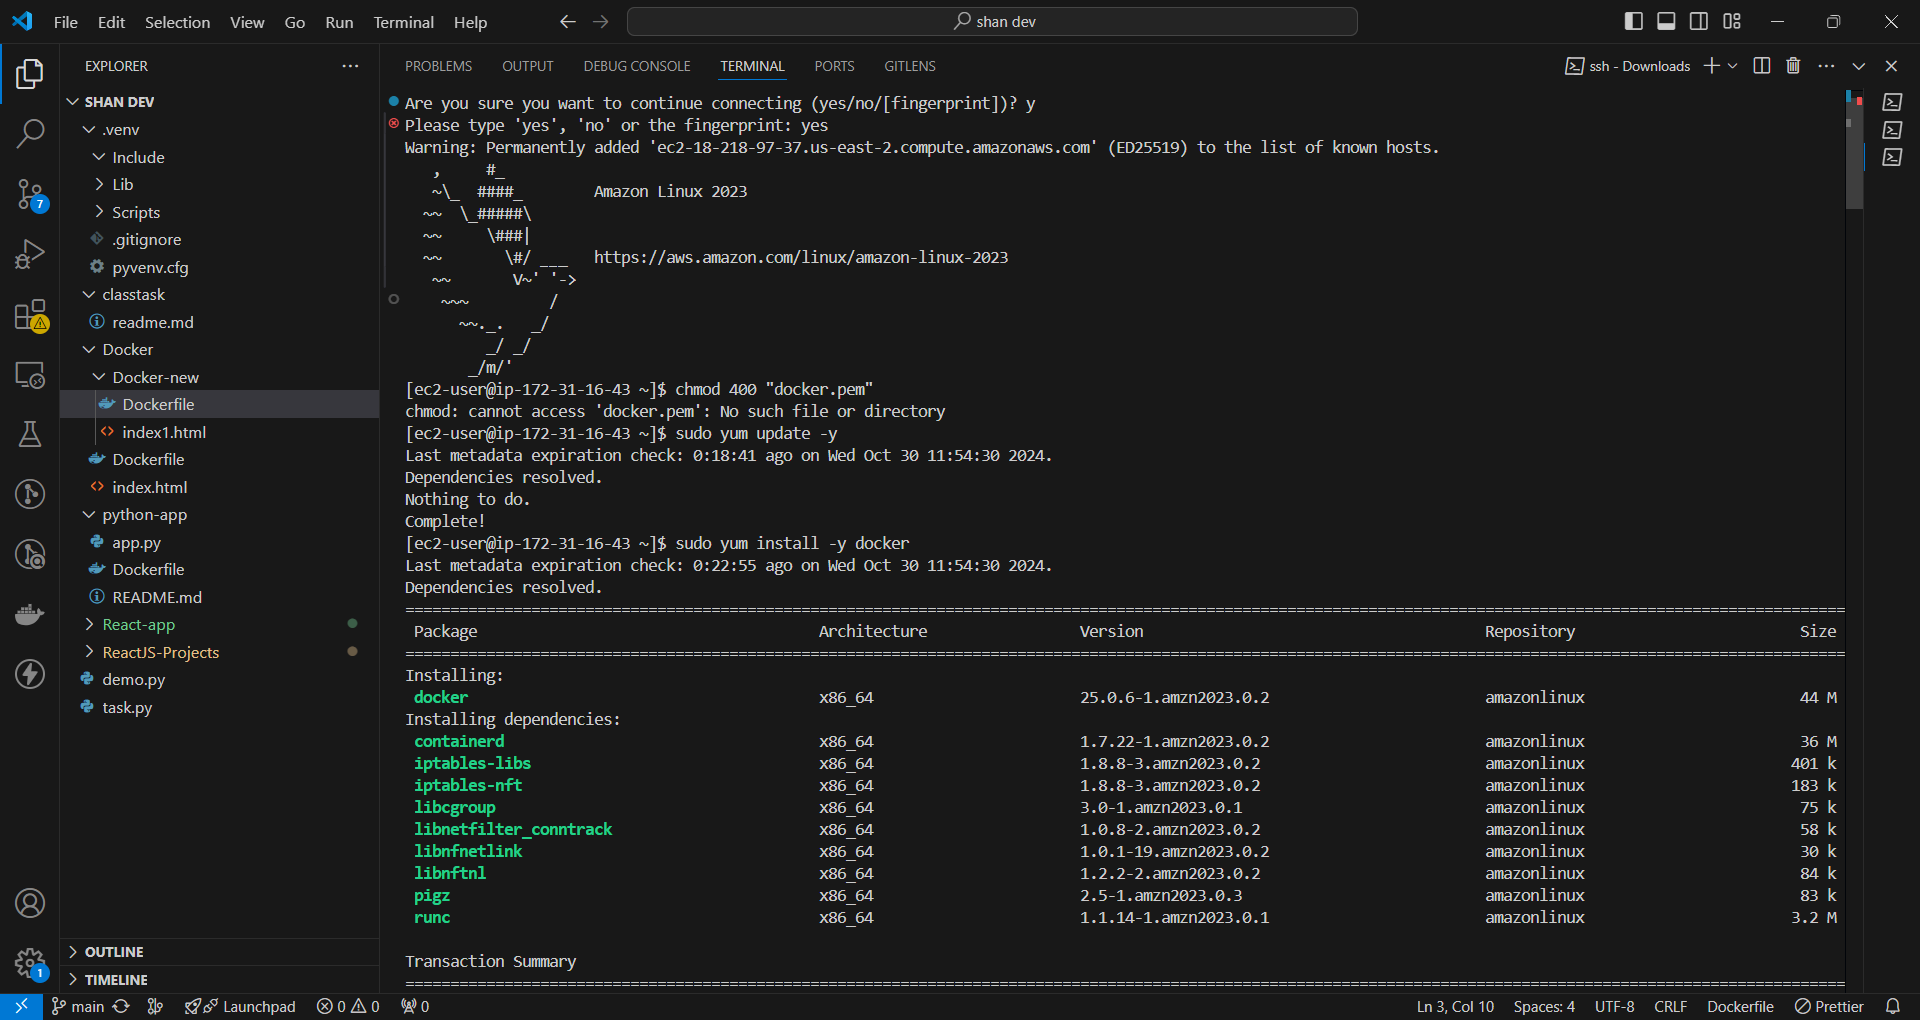 File Edit Selection View Go Run Terminal Help
shan dev
EXPLORER
SHAN DEV
.venv
Include
Lib
Scripts
.gitignore
pyvenv.cfg
classtask
readme.md
Docker
Docker-new
Dockerfile
index1.html
Dockerfile
index.html
python-app
app.py
Dockerfile
README.md
React-app
ReactJS-Projects
demo.py
task.py
OUTLINE
TIMELINE
7
1
PROBLEMS OUTPUT DEBUG CONSOLE TERMINAL PORTS GITLENS
ssh - Downloads
Are you sure you want to continue connecting (yes/no/[fingerprint])? y
Please type 'yes', 'no' or the fingerprint: yes
Warning: Permanently added 'ec2-18-218-97-37.us-east-2.compute.amazonaws.com' (ED25519) to the list of known hosts.
   ,     #_
   ~\_  ####_        Amazon Linux 2023
  ~~  \_#####\
  ~~     \###|
  ~~       \#/ ___   https://aws.amazon.com/linux/amazon-linux-2023
   ~~       V~' '->
    ~~~         /
      ~~._.   _/
         _/ _/
       _/m/'
[ec2-user@ip-172-31-16-43 ~]$ chmod 400 "docker.pem"
chmod: cannot access 'docker.pem': No such file or directory
[ec2-user@ip-172-31-16-43 ~]$ sudo yum update -y
Last metadata expiration check: 0:18:41 ago on Wed Oct 30 11:54:30 2024.
Dependencies resolved.
Nothing to do.
Complete!
[ec2-user@ip-172-31-16-43 ~]$ sudo yum install -y docker
Last metadata expiration check: 0:22:55 ago on Wed Oct 30 11:54:30 2024.
Dependencies resolved.
Package Architecture Version Repository Size
Installing:
docker x86_64 25.0.6-1.amzn2023.0.2 amazonlinux 44 M
Installing dependencies:
containerd x86_64 1.7.22-1.amzn2023.0.2 amazonlinux 36 M
iptables-libs x86_64 1.8.8-3.amzn2023.0.2 amazonlinux 401 k
iptables-nft x86_64 1.8.8-3.amzn2023.0.2 amazonlinux 183 k
libcgroup x86_64 3.0-1.amzn2023.0.1 amazonlinux 75 k
libnetfilter_conntrack x86_64 1.0.8-2.amzn2023.0.2 amazonlinux 58 k
libnfnetlink x86_64 1.0.1-19.amzn2023.0.2 amazonlinux 30 k
libnftnl x86_64 1.2.2-2.amzn2023.0.2 amazonlinux 84 k
pigz x86_64 2.5-1.amzn2023.0.3 amazonlinux 83 k
runc x86_64 1.1.14-1.amzn2023.0.1 amazonlinux 3.2 M
Transaction Summary
main Launchpad 0 0 0 Ln 3, Col 10 Spaces: 4 UTF-8 CRLF Dockerfile Prettier